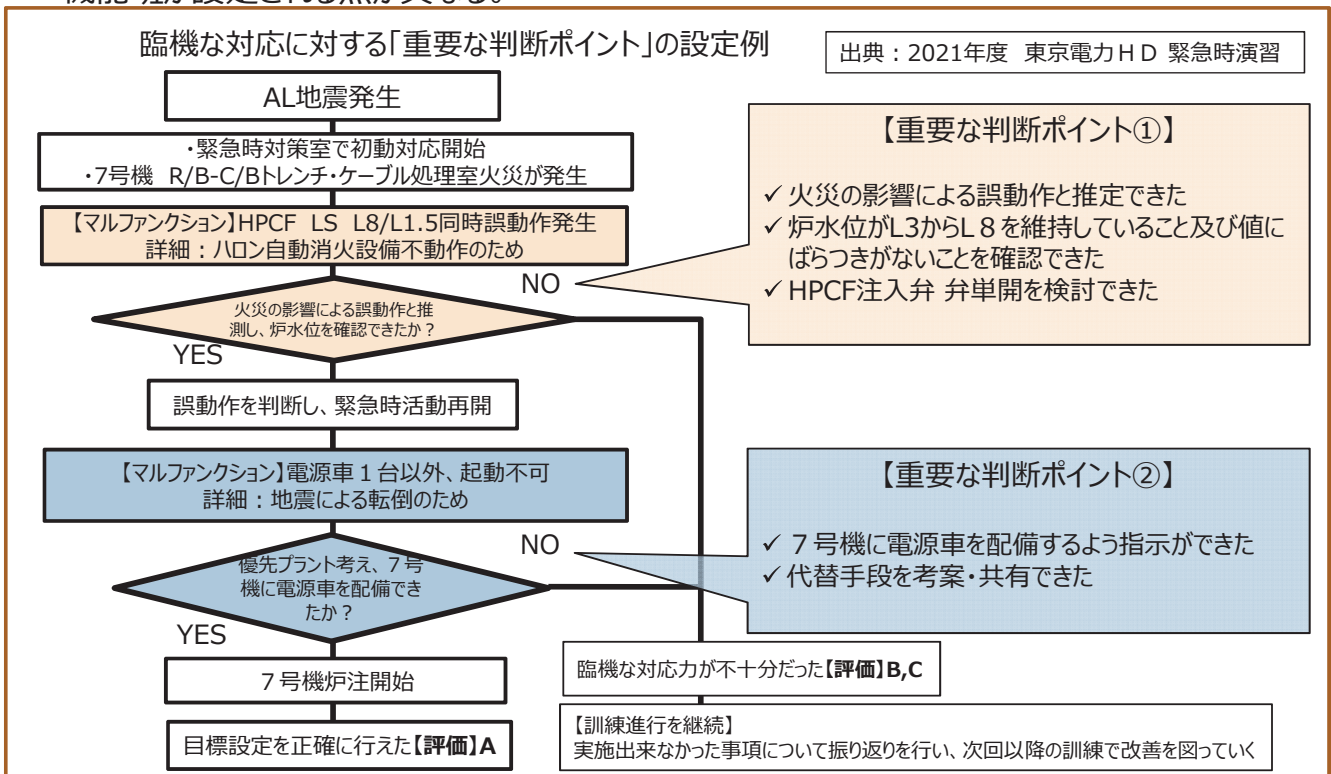 臨機な対応に対する「重要な判断ポイント」の設定例
出典：2021年度 東京電力ＨＤ 緊急時演習
AL地震発生
・緊急時対策室で初動対応開始
・7号機 R/B-C/Bトレンチ・ケーブル処理室火災が発生
【マルファンクション】HPCF LS L8/L1.5同時誤動作発生
詳細：ハロン自動消火設備不動作のため
火災の影響による誤動作と推
測し、炉水位を確認できたか？
NO
YES
【重要な判断ポイント①】
✓ 火災の影響による誤動作と推定できた
✓ 炉水位がL3からL８を維持していること及び値に
ばらつきがないことを確認できた
✓ HPCF注入弁 弁単開を検討できた
誤動作を判断し、緊急時活動再開
【マルファンクション】電源車１台以外、起動不可
詳細：地震による転倒のため
優先プラント考え、７号
機に電源車を配備でき
たか？
NO
YES
【重要な判断ポイント②】
✓ ７号機に電源車を配備するよう指示ができた
✓ 代替手段を考案・共有できた
７号機炉注開始
目標設定を正確に行えた【評価】A
臨機な対応力が不十分だった【評価】B,C
【訓練進行を継続】
実施出来なかった事項について振り返りを行い、次回以降の訓練で改善を図っていく